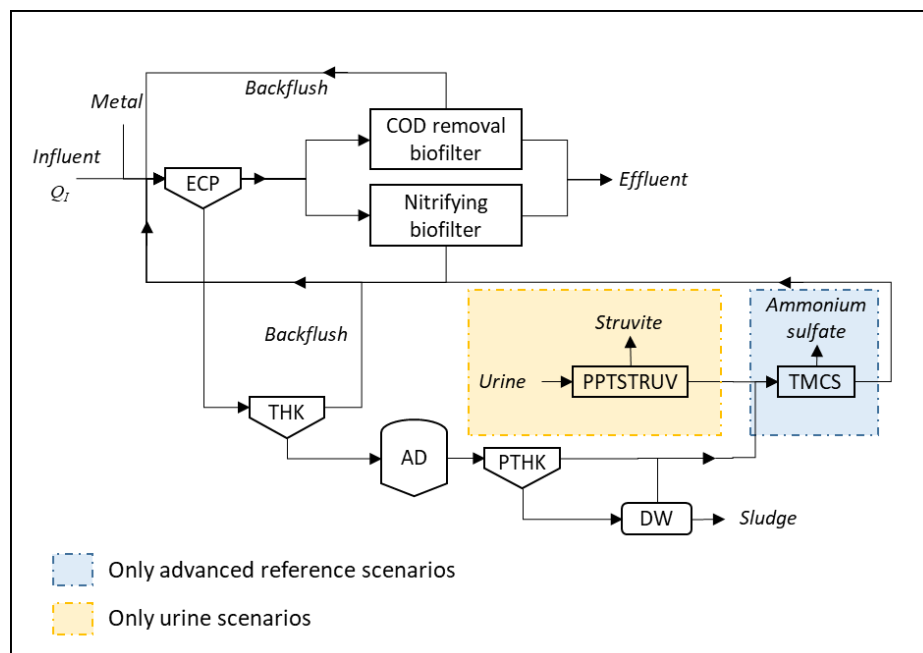 Backflush
Metal
COD removal
biofilter
Influent
Q_I
ECP
Effluent
Nitrifying
biofilter
Backflush
Struvite
Ammonium
sulfate
Urine
PPTSTRUV
TMCS
THK
AD
PTHK
DW
Sludge
Only advanced reference scenarios
Only urine scenarios